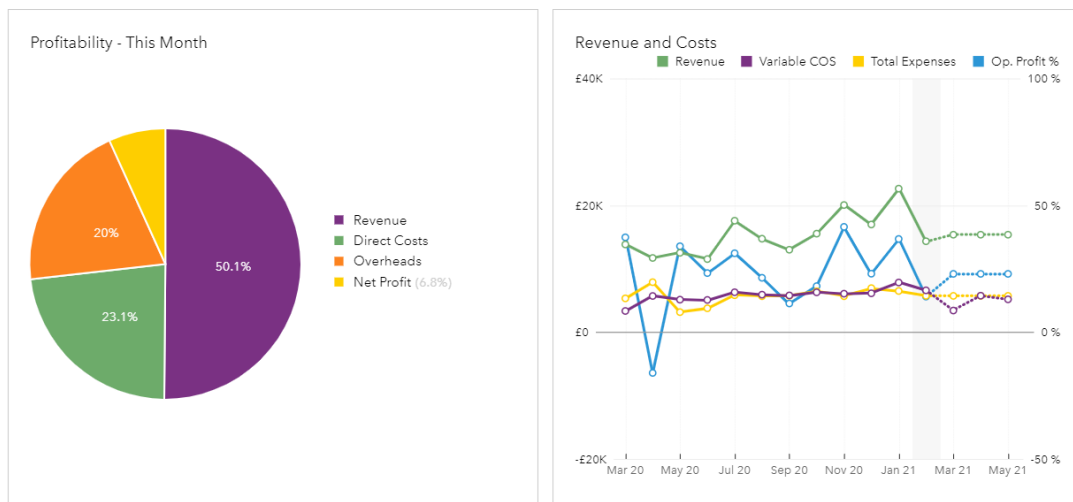 Profitability - This Month
50.1%
23.1%
20%
Revenue
Direct Costs
Overheads
Net Profit (6.8%)
Revenue and Costs
Revenue Variable COS Total Expenses Op. Profit %
£40K 100 %
£20K 50 %
£0 0 %
-£20K -50 %
Mar 20 May 20 Jul 20 Sep 20 Nov 20 Jan 21 Mar 21 May 21